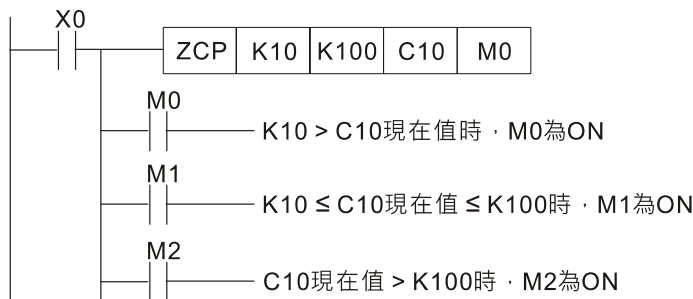 X0
ZCP K10 K100 C10 M0
M0
K10 > C10現在值時，M0為ON
M1
K10 ≤ C10現在值 ≤ K100時，M1為ON
M2
C10現在值 > K100時，M2為ON